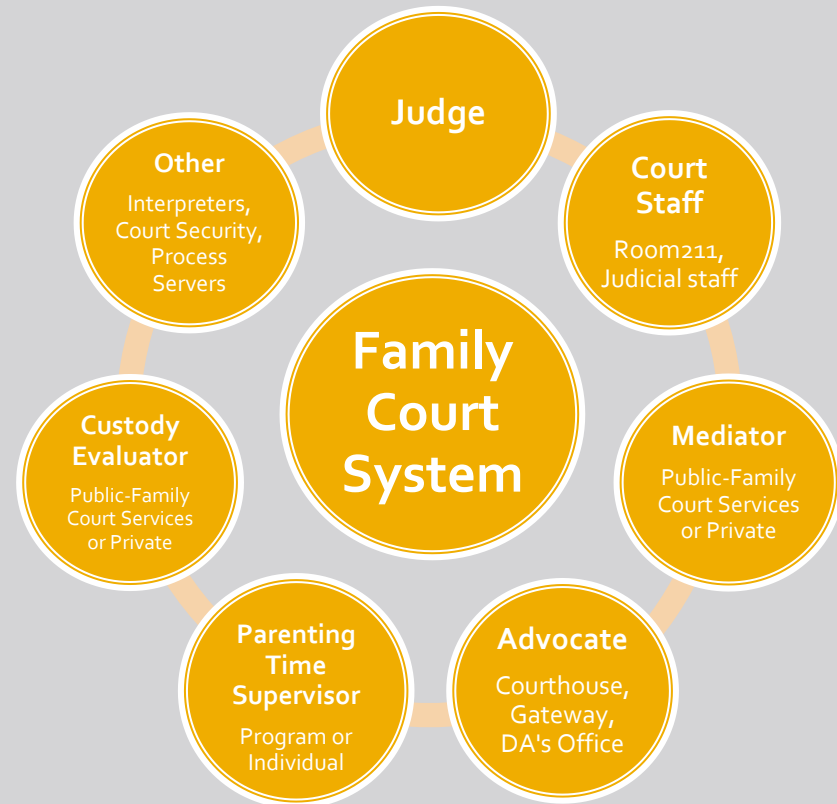 Judge
Court
Staff
Room211,
Judicial staff
Mediator
Public-Family
Court Services
or Private
Advocate
Courthouse,
Gateway,
DA's Office
Parenting
Time
Supervisor
Program or
Individual
Custody
Evaluator
Public-Family
Court Services
or Private
Other
Interpreters,
Court Security,
Process
Servers
Family
Court
System